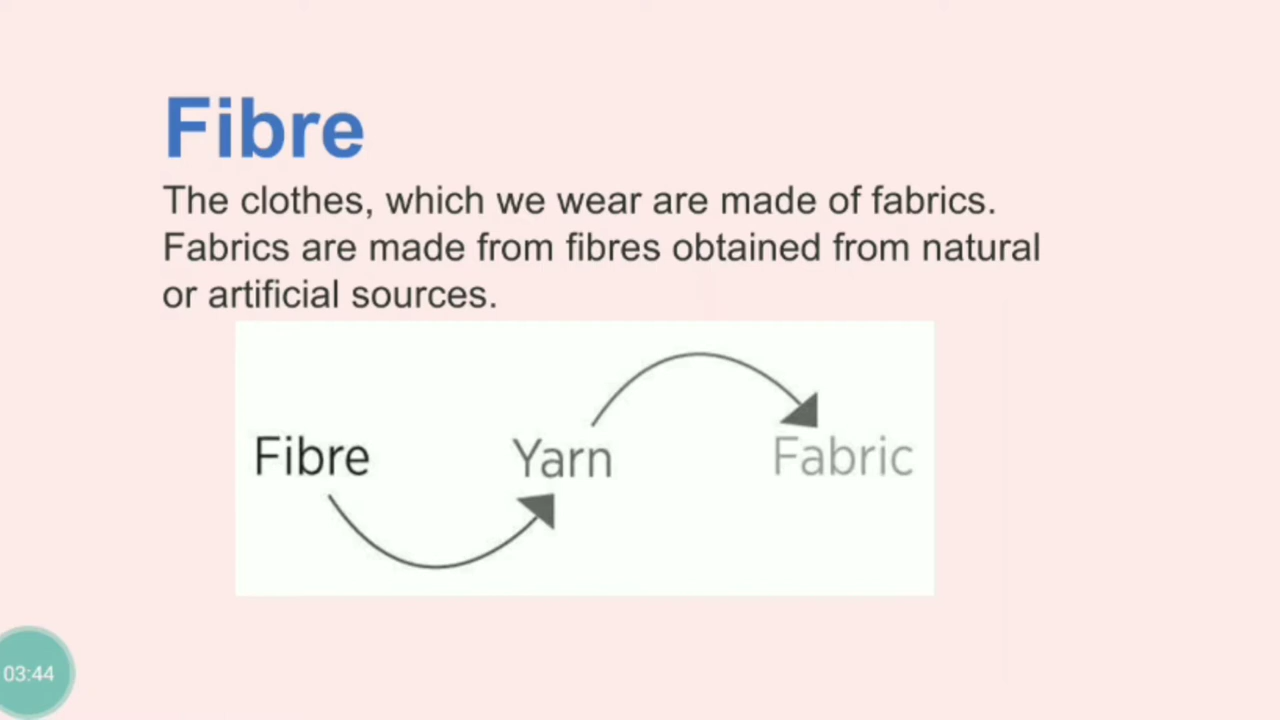 Fibre
The clothes, which we wear are made of fabrics.
Fabrics are made from fibres obtained from natural
or artificial sources.
Fibre Yarn Fabric
03:44